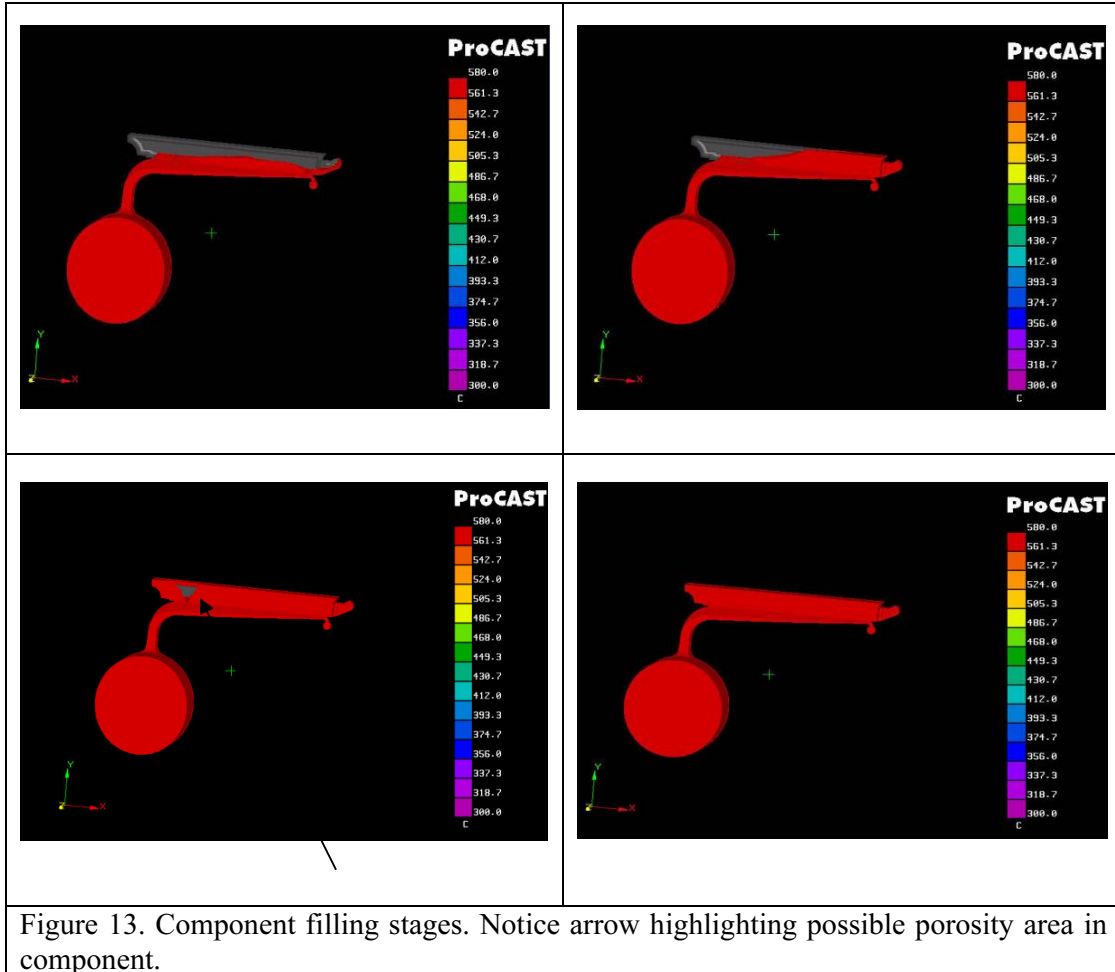 ProCAST
580.0
561.3
542.7
524.0
505.3
486.7
468.0
449.3
430.7
412.0
393.3
374.7
356.0
337.3
318.7
300.0
C
Y
Z
X
ProCAST
580.0
561.3
542.7
524.0
505.3
486.7
468.0
449.3
430.7
412.0
393.3
374.7
356.0
337.3
318.7
300.0
C
Y
Z
X
ProCAST
580.0
561.3
542.7
524.0
505.3
486.7
468.0
449.3
430.7
412.0
393.3
374.7
356.0
337.3
318.7
300.0
C
Y
Z
X
ProCAST
580.0
561.3
542.7
524.0
505.3
486.7
468.0
449.3
430.7
412.0
393.3
374.7
356.0
337.3
318.7
300.0
C
Y
Z
X
Figure 13. Component filling stages. Notice arrow highlighting possible porosity area in
component.